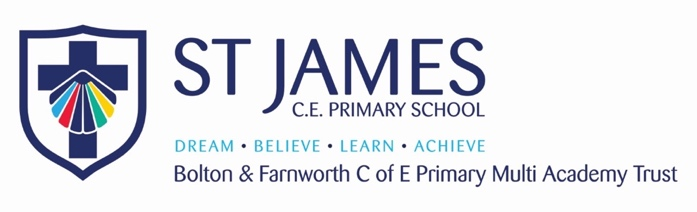 ST JAMES
C.E. PRIMARY SCHOOL
DREAM • BELIEVE • LEARN • ACHIEVE
Bolton & Farnworth C of E Primary Multi Academy Trust